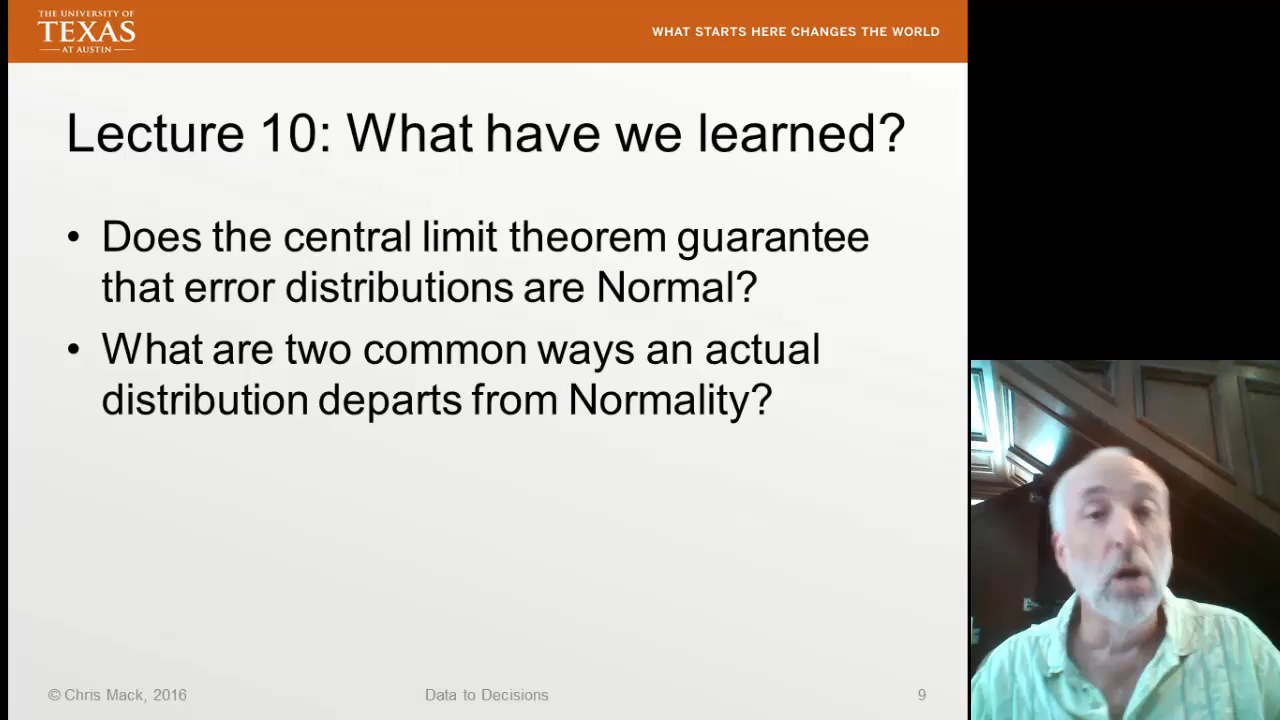 THE UNIVERSITY OF
TEXAS
AT AUSTIN
WHAT STARTS HERE CHANGES THE WORLD
Lecture 10: What have we learned?
• Does the central limit theorem guarantee
that error distributions are Normal?
• What are two common ways an actual
distribution departs from Normality?
© Chris Mack, 2016
Data to Decisions
9